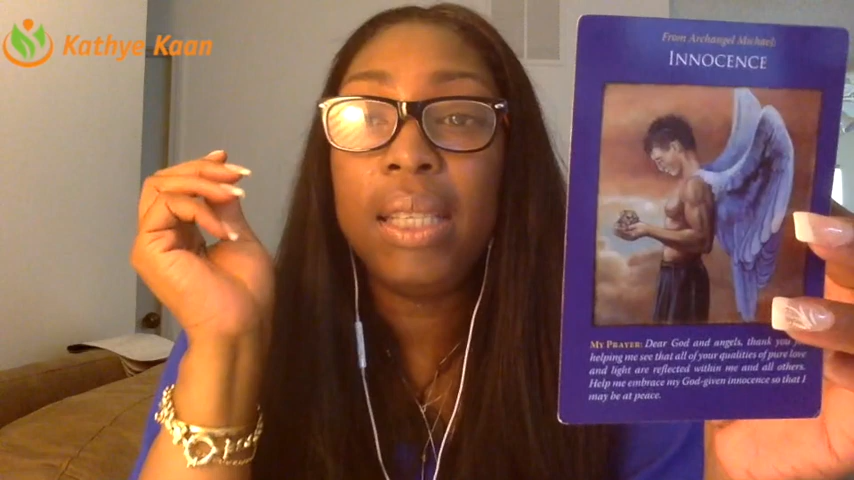 Kathye Kaan
From Archangel Michael:
INNOCENCE
MY PRAYER: Dear God and angels, thank you
helping me see that all of your qualities of pure love
and light are reflected within me and all others.
Help me embrace my God-given innocence so that I
may be at peace.